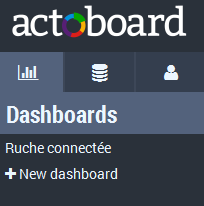 actoboard
Dashboards
Ruche connectée
+ New dashboard